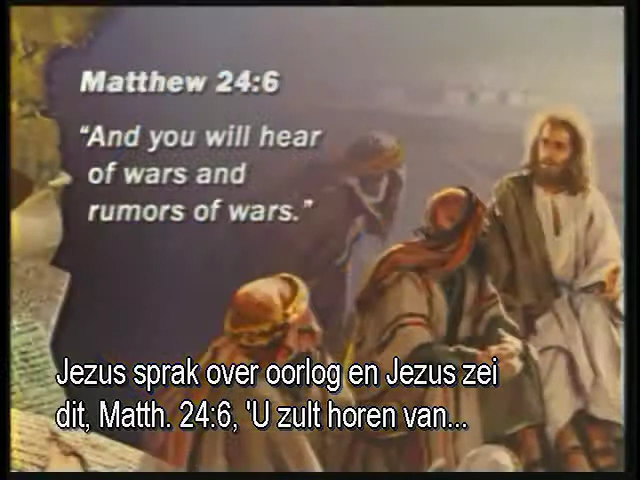 Matthew 24:6
“And you will hear
of wars and
rumors of wars.”
Jezus sprak over oorlog en Jezus zei
dit, Matth. 24:6, 'U zult horen van...